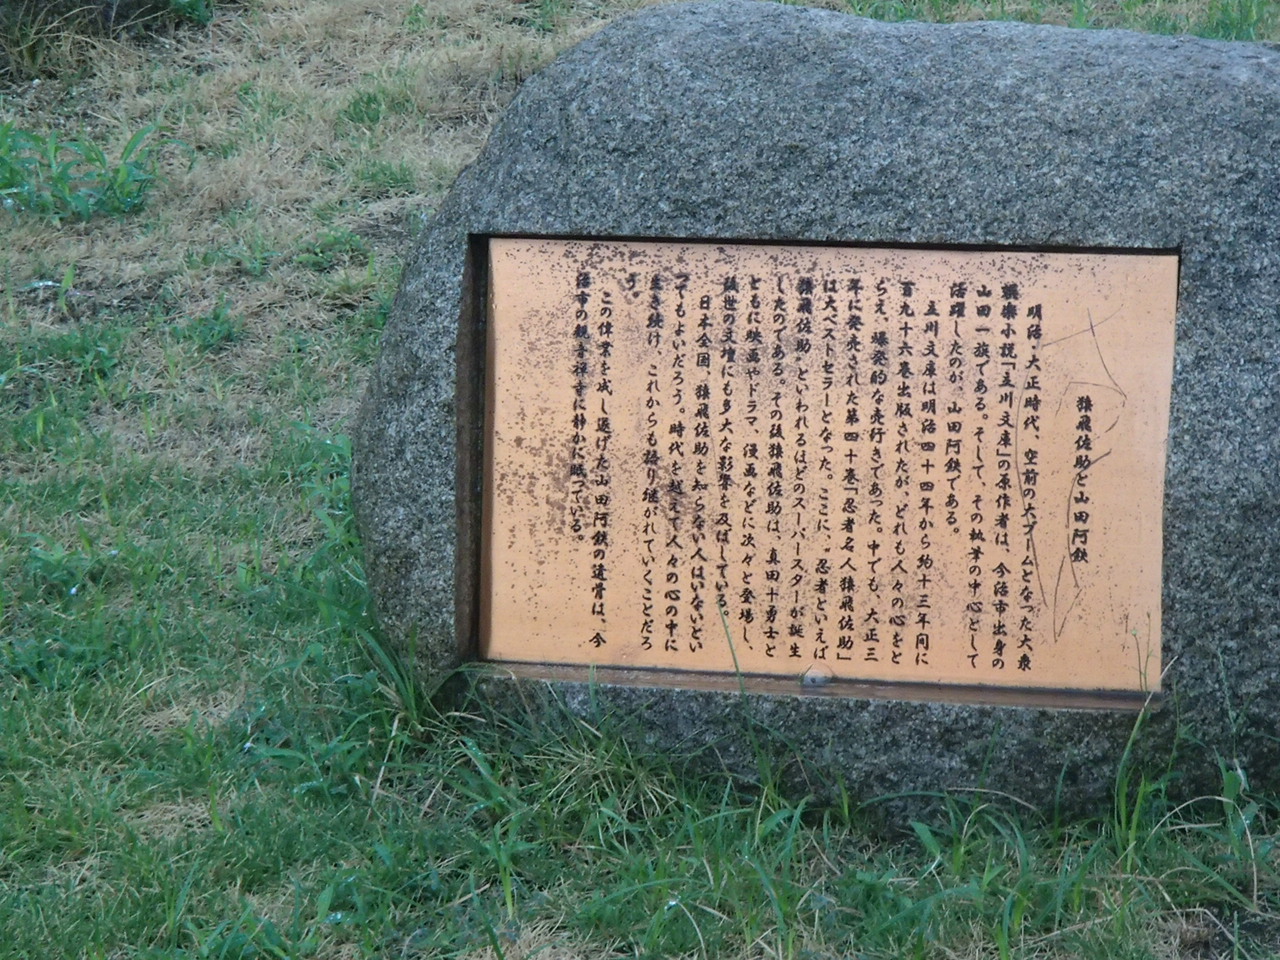 猿飛佐助と山田阿鉄
明治・大正時代、空前の大ブームとなった大衆
娯楽小説「立川文庫」の原作者は、今治市出身の
山田一族である。そして、その執筆の中心として
活躍したのが、山田阿鉄である。
立川文庫は明治四十四年から約十三年間に
百九十六巻出版されたが、どれも人々の心をと
らえ、爆発的な売行きであった。中でも、大正三
年に発売された第四十巻「忍者名人猿飛佐助」
は大ベストセラーとなった。ここに、〝忍者といえば
猿飛佐助〟といわれるほどのスーパースターが誕生
したのである。その後猿飛佐助は、真田十勇士と
ともに映画やドラマ、漫画などに次々と登場し、
後世の文壇にも多大な影響を及ぼしている。
日本全国、猿飛佐助を知らない人はいないとい
ってもよいだろう。時代を越えて人々の心の中に
生き続け、これからも語り継がれていくことだろ
う。
この偉業を成し遂げた山田阿鉄の遺骨は、今
治市の観音禅寺に静かに眠っている。